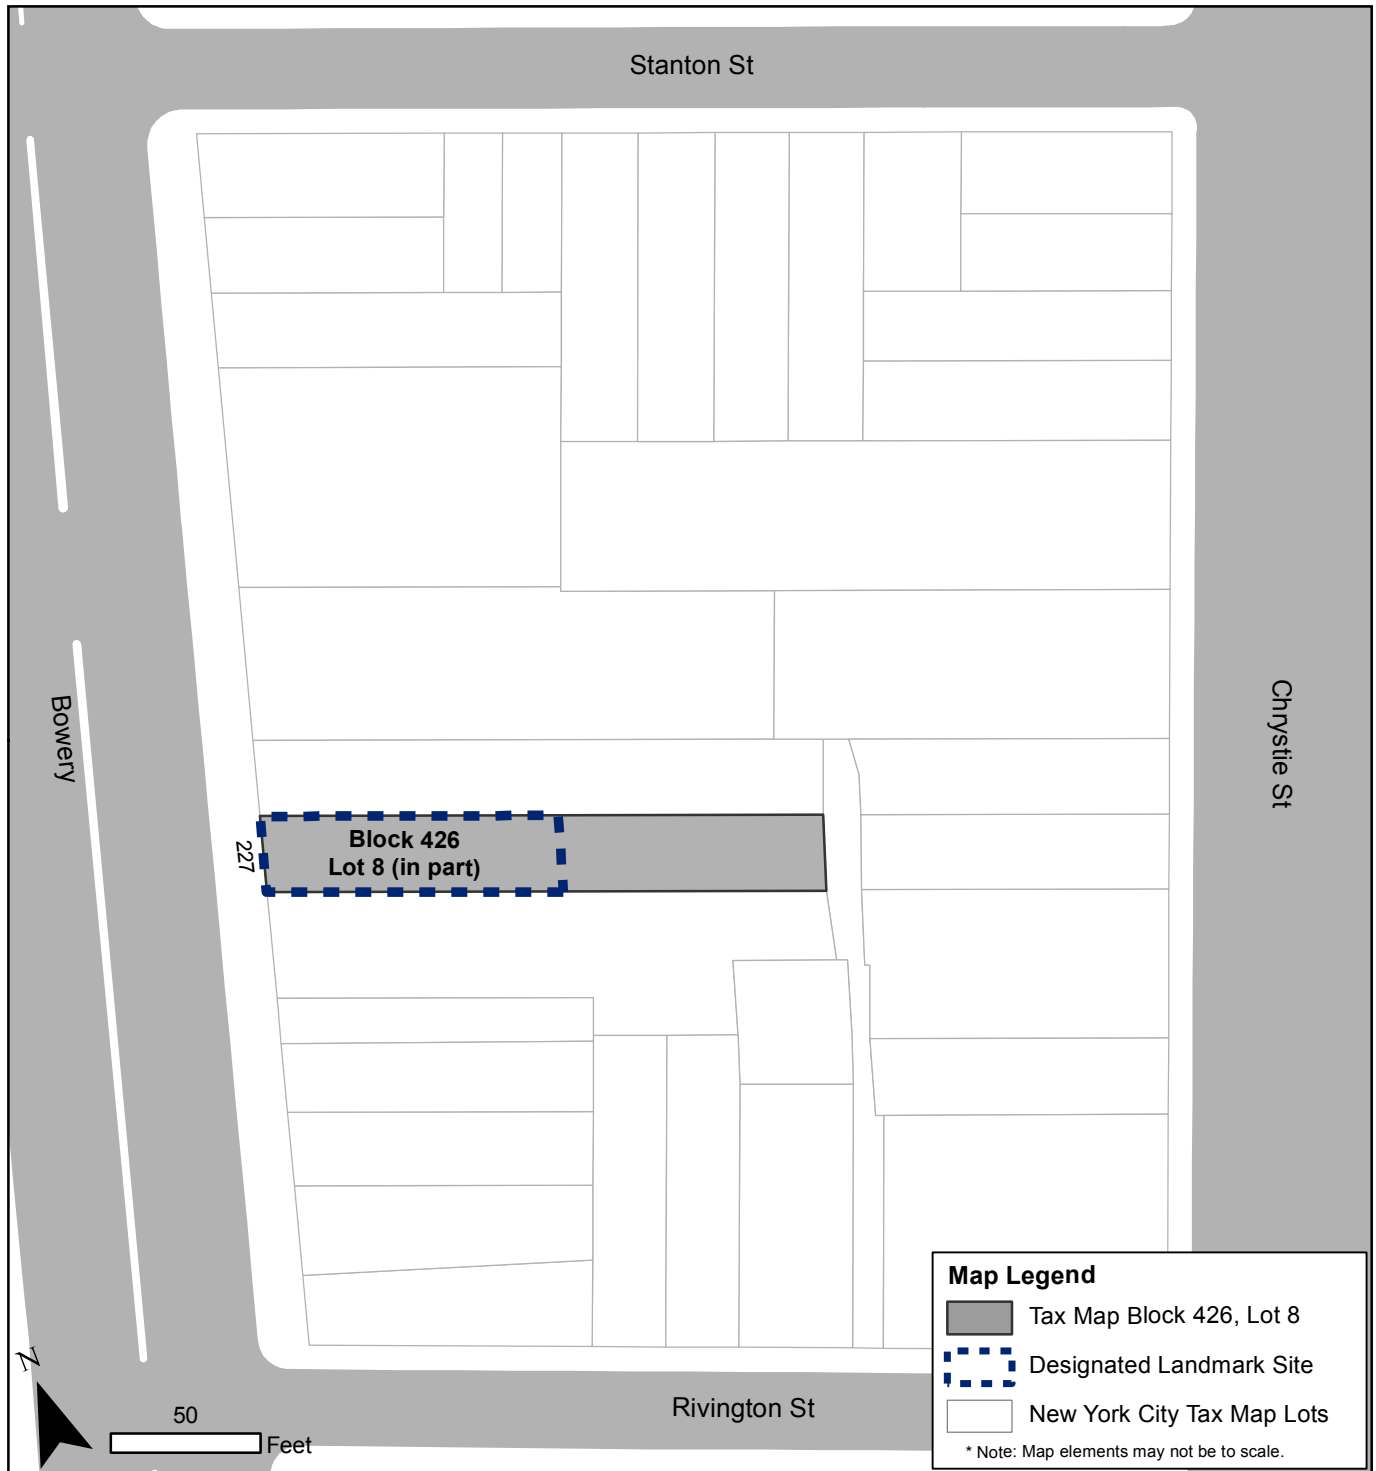 Stanton St
Bowery
Chrystie St
227
Block 426
Lot 8 (in part)
Rivington St
N
50
Feet
Map Legend
Tax Map Block 426, Lot 8
Designated Landmark Site
New York City Tax Map Lots
* Note: Map elements may not be to scale.